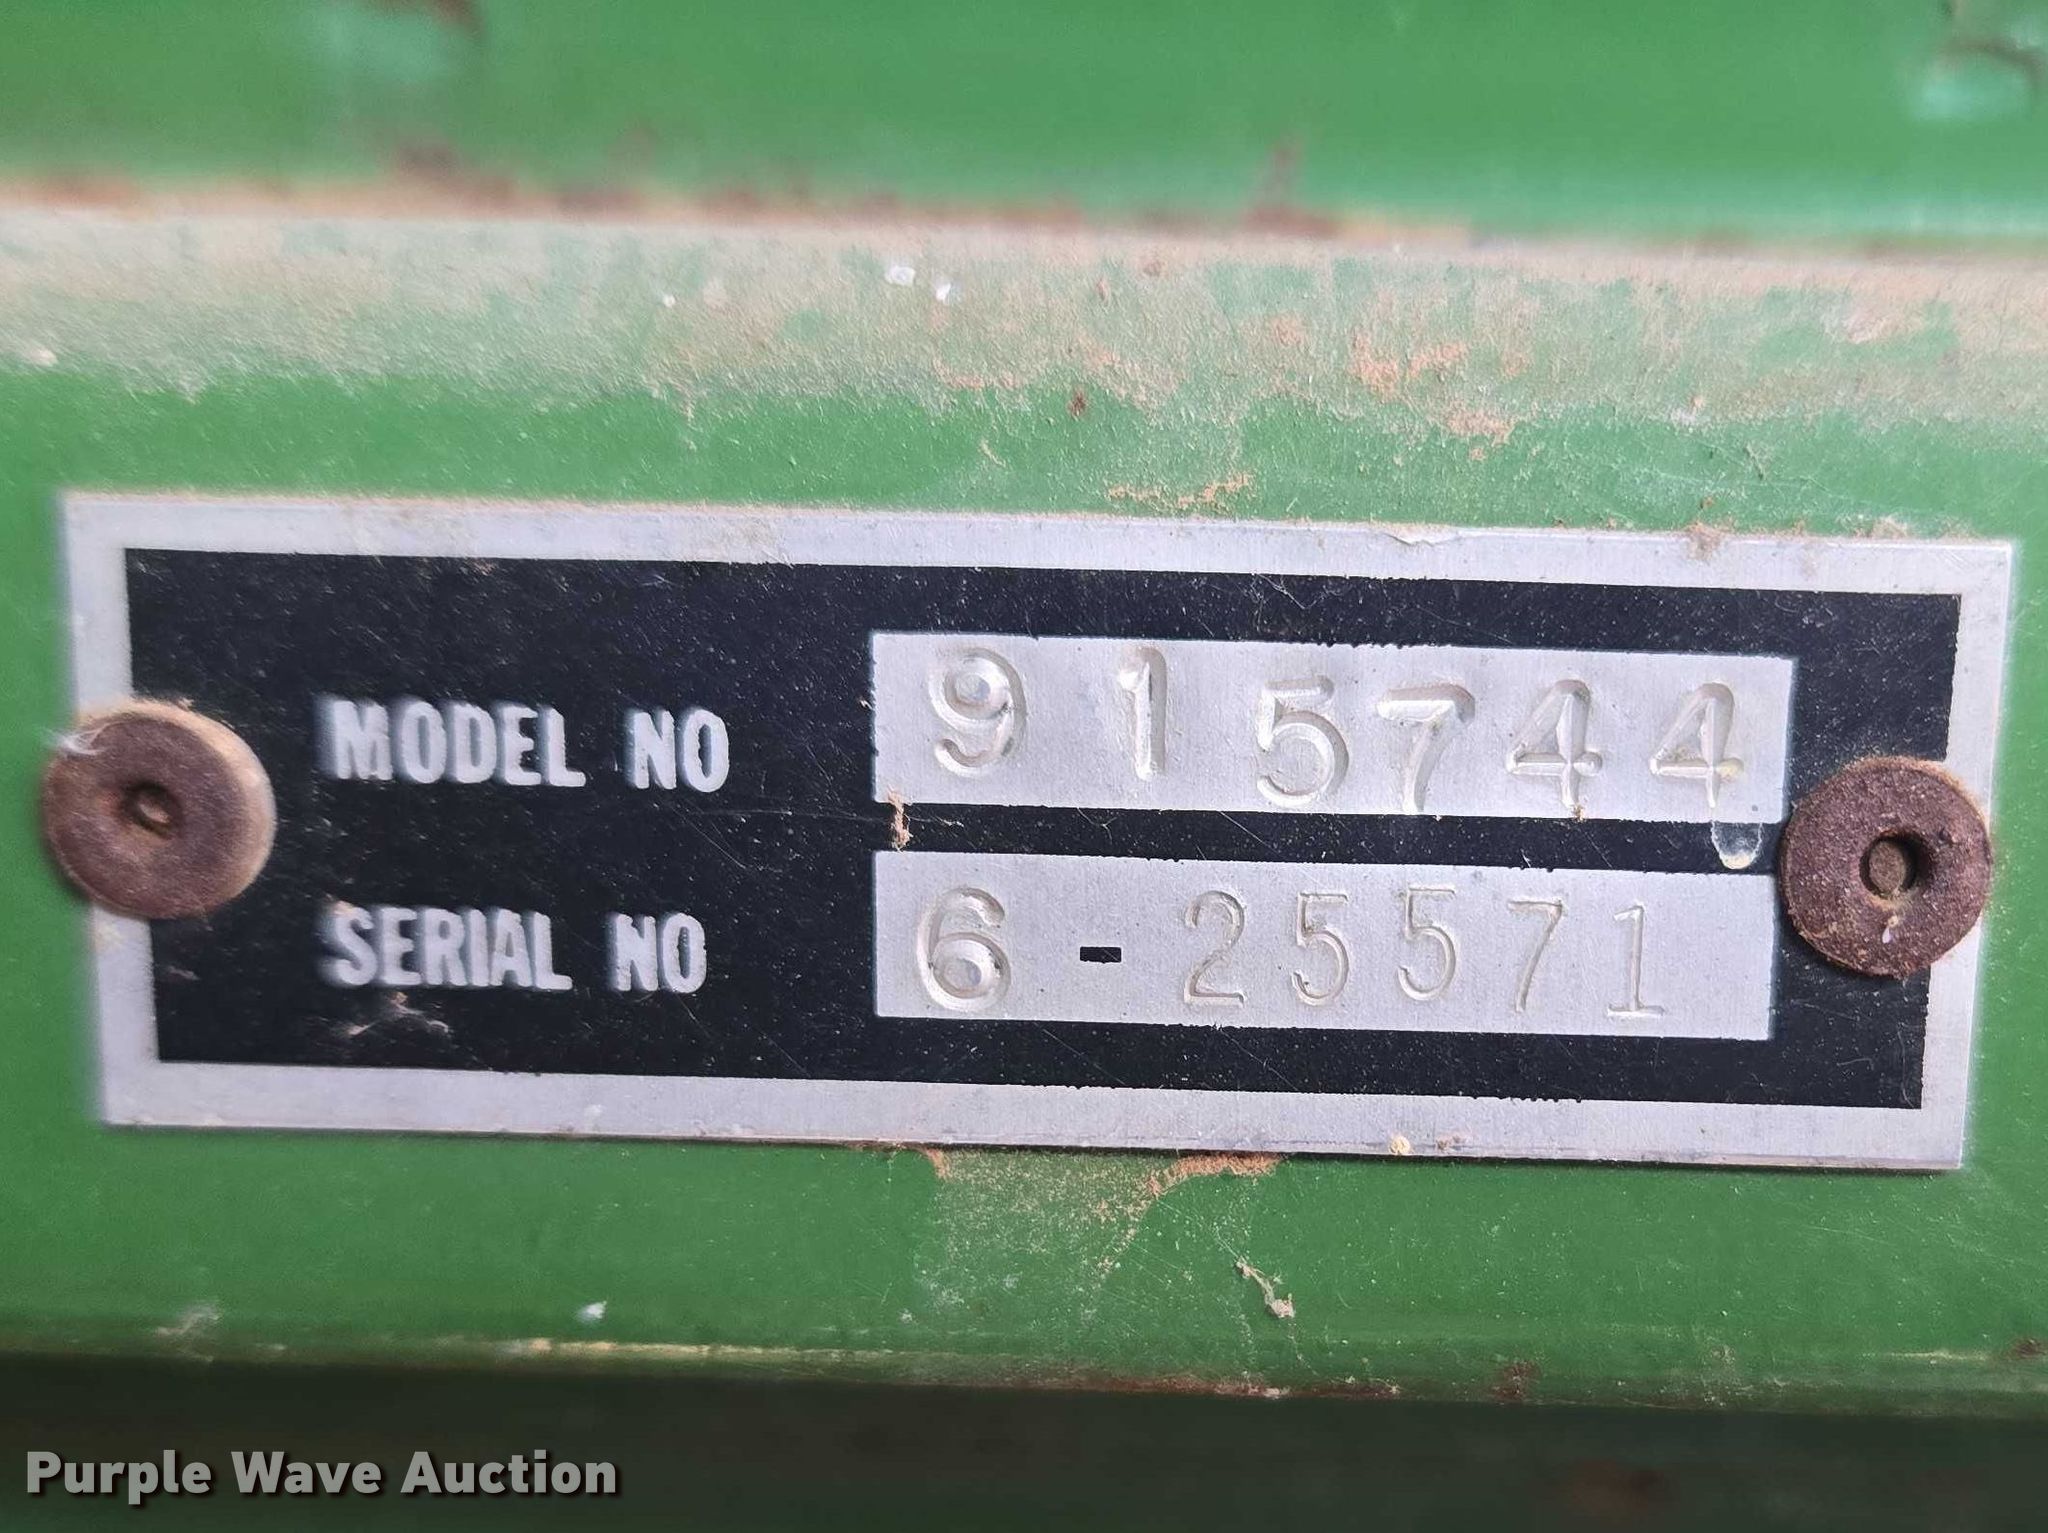 MODEL NO 915744
SERIAL NO 6-25571
Purple Wave Auction